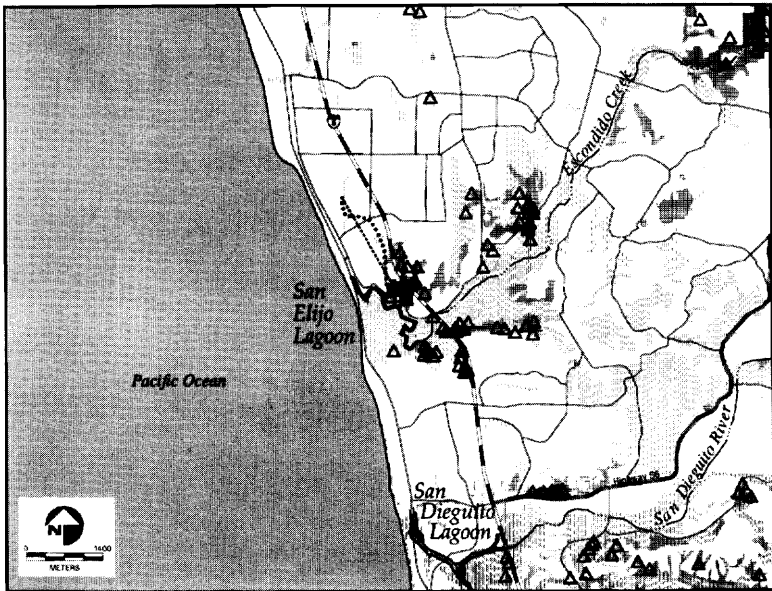 Escondido Creek
San
Elijo
Lagoon
Pacific Ocean
San Dieguito River
San
Dieguito
Lagoon
N
0 1600
METERS